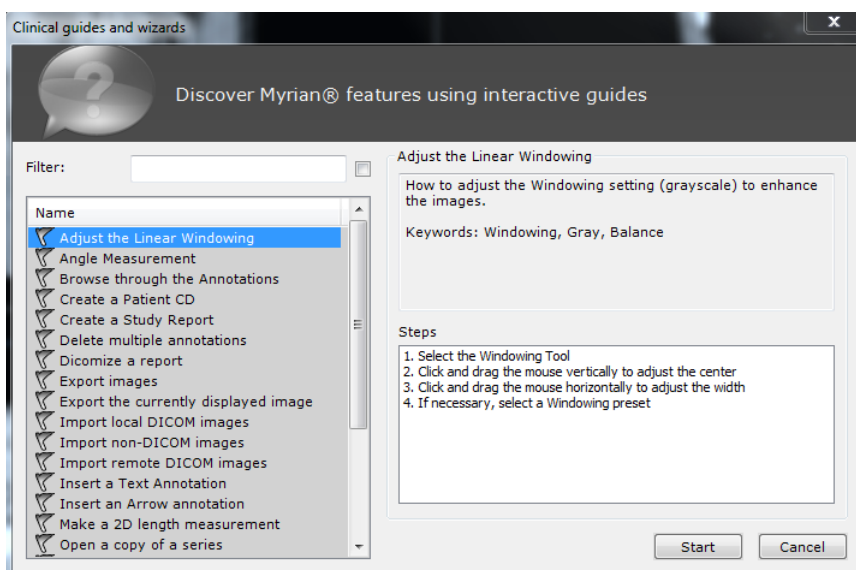 Clinical guides and wizards
x
?
Discover Myrian® features using interactive guides
Filter:
Name
Adjust the Linear Windowing
Angle Measurement
Browse through the Annotations
Create a Patient CD
Create a Study Report
Delete multiple annotations
Dicomize a report
Export images
Export the currently displayed image
Import local DICOM images
Import non-DICOM images
Import remote DICOM images
Insert a Text Annotation
Insert an Arrow annotation
Make a 2D length measurement
Open a copy of a series
Adjust the Linear Windowing
How to adjust the Windowing setting (grayscale) to enhance
the images.
Keywords: Windowing, Gray, Balance
Steps
1. Select the Windowing Tool
2. Click and drag the mouse vertically to adjust the center
3. Click and drag the mouse horizontally to adjust the width
4. If necessary, select a Windowing preset
Start
Cancel